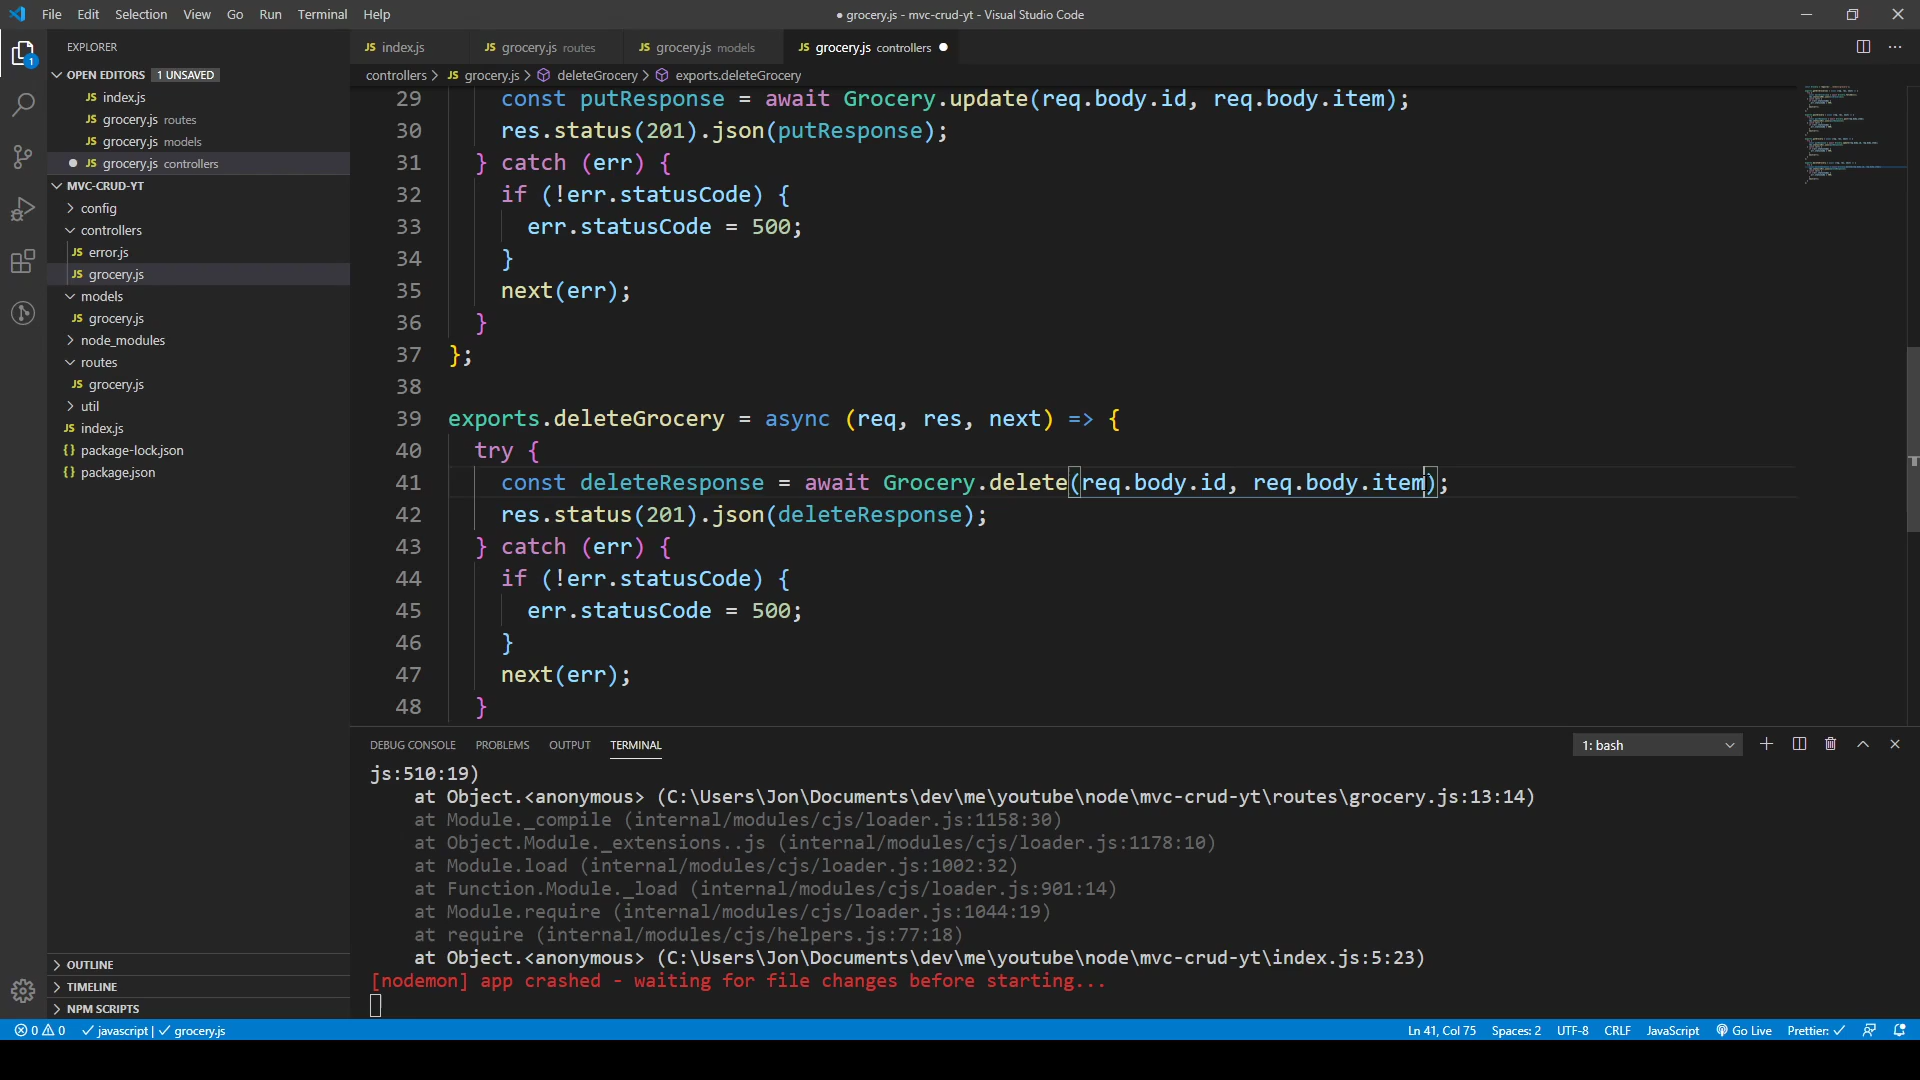 File Edit Selection View Go Run Terminal Help
● grocery.js - mvc-crud-yt - Visual Studio Code
EXPLORER
JS index.js
JS grocery.js routes
JS grocery.js models
JS grocery.js controllers ●
OPEN EDITORS 1 UNSAVED
controllers > JS grocery.js > deleteGrocery > exports.deleteGrocery
JS index.js
JS grocery.js routes
JS grocery.js models
● JS grocery.js controllers
MVC-CRUD-YT
config
controllers
JS error.js
JS grocery.js
models
JS grocery.js
node_modules
routes
JS grocery.js
util
JS index.js
{} package-lock.json
{} package.json
OUTLINE
TIMELINE
NPM SCRIPTS
29 const putResponse = await Grocery.update(req.body.id, req.body.item);
30 res.status(201).json(putResponse);
31 } catch (err) {
32 if (!err.statusCode) {
33 err.statusCode = 500;
34 }
35 next(err);
36 }
37 };
38
39 exports.deleteGrocery = async (req, res, next) => {
40 try {
41 const deleteResponse = await Grocery.delete(req.body.id, req.body.item);
42 res.status(201).json(deleteResponse);
43 } catch (err) {
44 if (!err.statusCode) {
45 err.statusCode = 500;
46 }
47 next(err);
48 }
DEBUG CONSOLE PROBLEMS OUTPUT TERMINAL
1: bash
js:510:19)
at Object.<anonymous> (C:\Users\Jon\Documents\dev\me\youtube\node\mvc-crud-yt\routes\grocery.js:13:14)
at Module._compile (internal/modules/cjs/loader.js:1158:30)
at Object.Module._extensions..js (internal/modules/cjs/loader.js:1178:10)
at Module.load (internal/modules/cjs/loader.js:1002:32)
at Function.Module._load (internal/modules/cjs/loader.js:901:14)
at Module.require (internal/modules/cjs/loader.js:1044:19)
at require (internal/modules/cjs/helpers.js:77:18)
at Object.<anonymous> (C:\Users\Jon\Documents\dev\me\youtube\node\mvc-crud-yt\index.js:5:23)
[nodemon] app crashed - waiting for file changes before starting...
0 0 ✓ javascript | ✓ grocery.js
Ln 41, Col 75 Spaces: 2 UTF-8 CRLF JavaScript Go Live Prettier: ✓